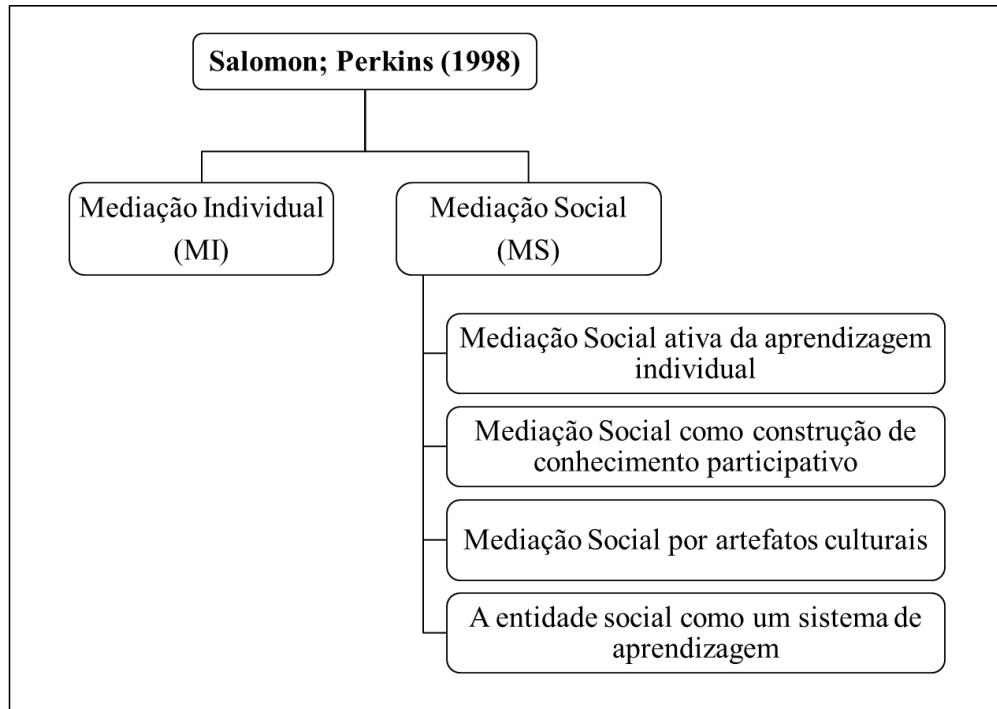 Salomon; Perkins (1998)
Mediação Individual
(MI)
Mediação Social
(MS)
Mediação Social ativa da aprendizagem
individual
Mediação Social como construção de
conhecimento participativo
Mediação Social por artefatos culturais
A entidade social como um sistema de
aprendizagem